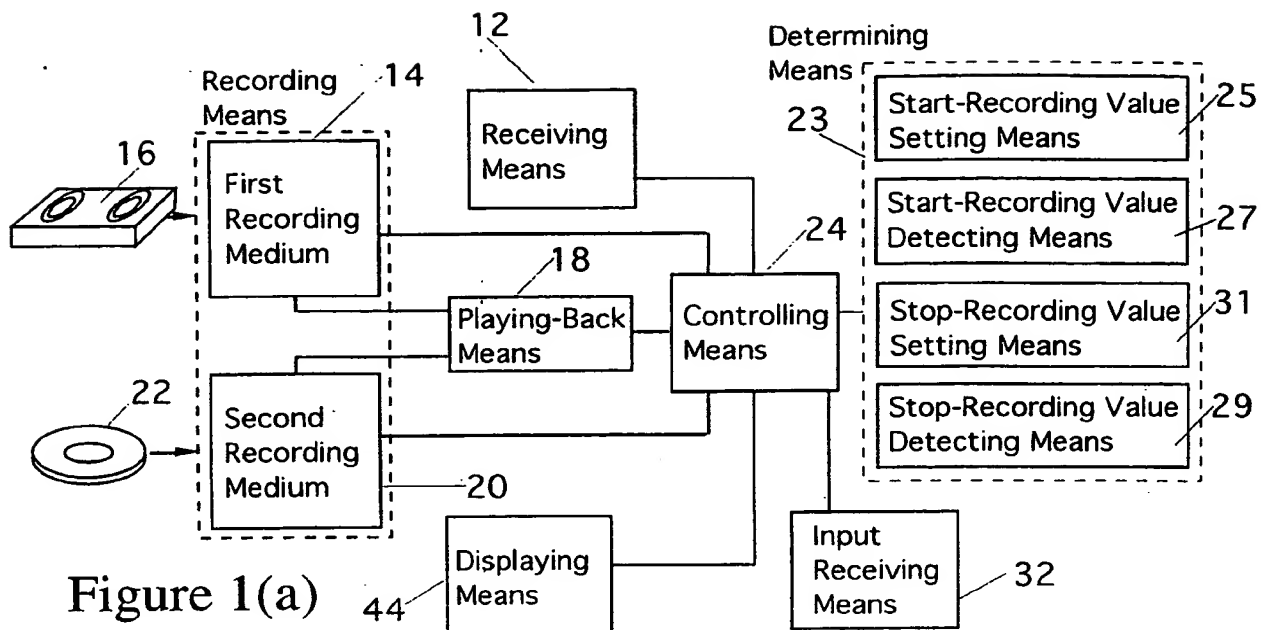 12
Determining
Means
Recording
Means
14
Receiving
Means
Start-Recording Value
Setting Means
25
23
16
First
Recording
Medium
Start-Recording Value
Detecting Means
27
24
18
Playing-Back
Means
Controlling
Means
Stop-Recording Value
Setting Means
31
22
Second
Recording
Medium
Stop-Recording Value
Detecting Means
29
20
Displaying
Means
Input
Receiving
Means
32
44
Figure 1(a)